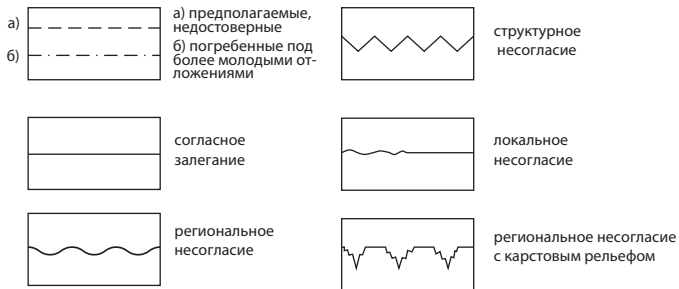 а)
б)
а) предполагаемые,
недостоверные
б) погребенные под
более молодыми от-
ложениями
структурное
несогласие
согласное
залегание
локальное
несогласие
региональное
несогласие
региональное несогласие
с карстовым рельефом